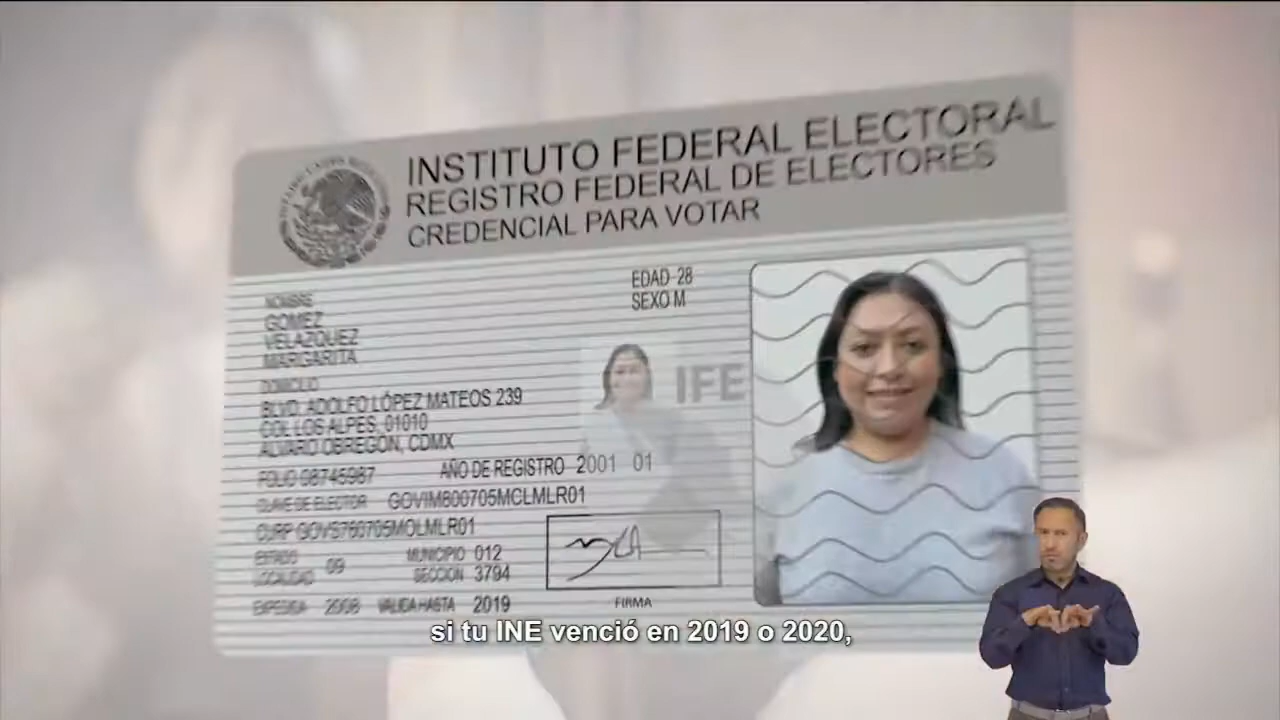 INSTITUTO FEDERAL ELECTORAL
REGISTRO FEDERAL DE ELECTORES
CREDENCIAL PARA VOTAR
EDAD 28
SEXO M
NOMBRE
GOMEZ
VELAZQUEZ
MARGARITA
DOMICILIO
BLVD. ADOLFO LÓPEZ MATEOS 239
COL LOS ALPES, 01010
ALVARO OBREGON, CDMX
IFE
FOLIO 08745987 AÑO DE REGISTRO 2001 01
CLAVE DE ELECTOR GOVIM800705MCLMLR01
CURP GOVS760705MOLMLR01
ESTADO 09 MUNICIPIO 012
LOCALIDAD SECCION 3794
EXPEDIDA 2008 VALIDA HASTA 2019
FIRMA
si tu INE venció en 2019 o 2020,